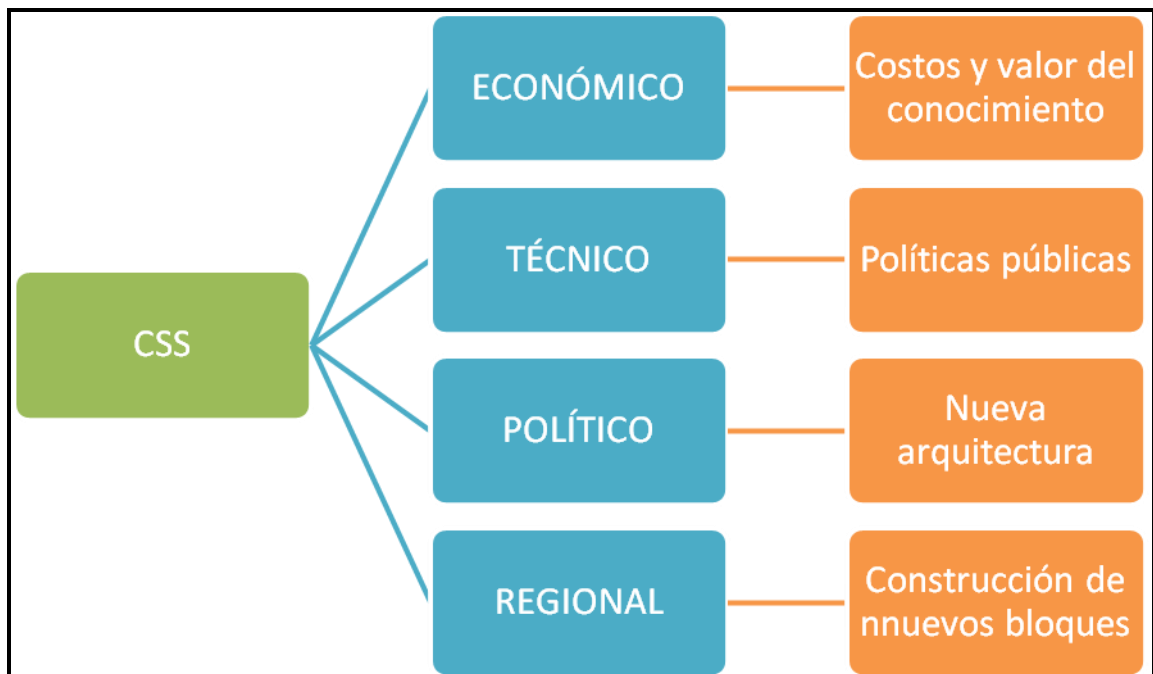 CSS
ECONÓMICO
Costos y valor del
conocimiento
TÉCNICO
Políticas públicas
POLÍTICO
Nueva
arquitectura
REGIONAL
Construcción de
nnuevos bloques